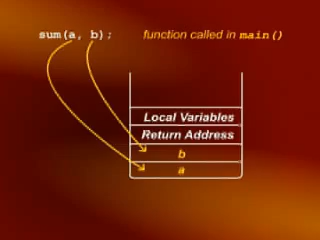 sum(a, b); function called in main()
Local Variables
Return Address
b
a